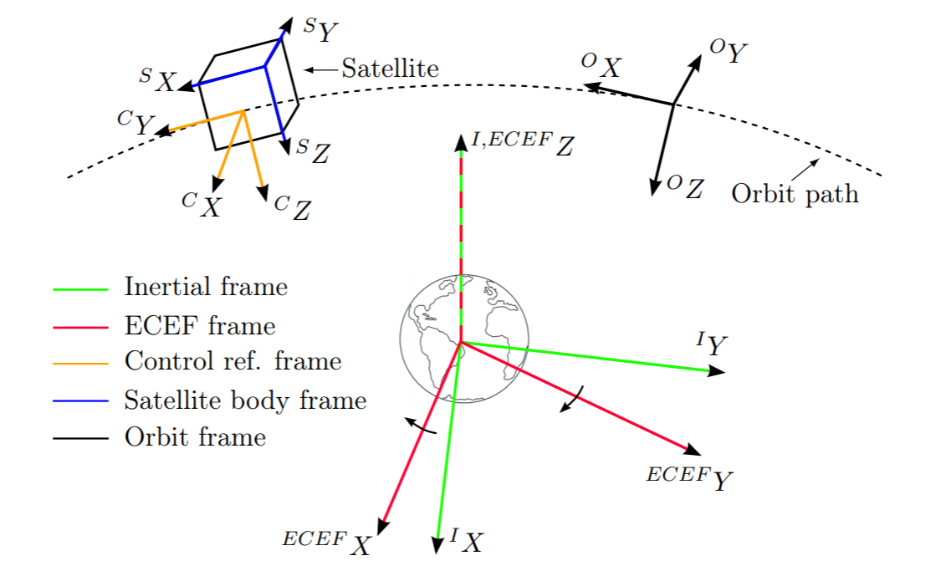 S Y
Satellite
S X
O X
O Y
C Y
S Z
I,ECEF Z
C X
C Z
O Z
Orbit path
Inertial frame
ECEF frame
Control ref. frame
Satellite body frame
Orbit frame
I Y
ECEF Y
ECEF X
I X